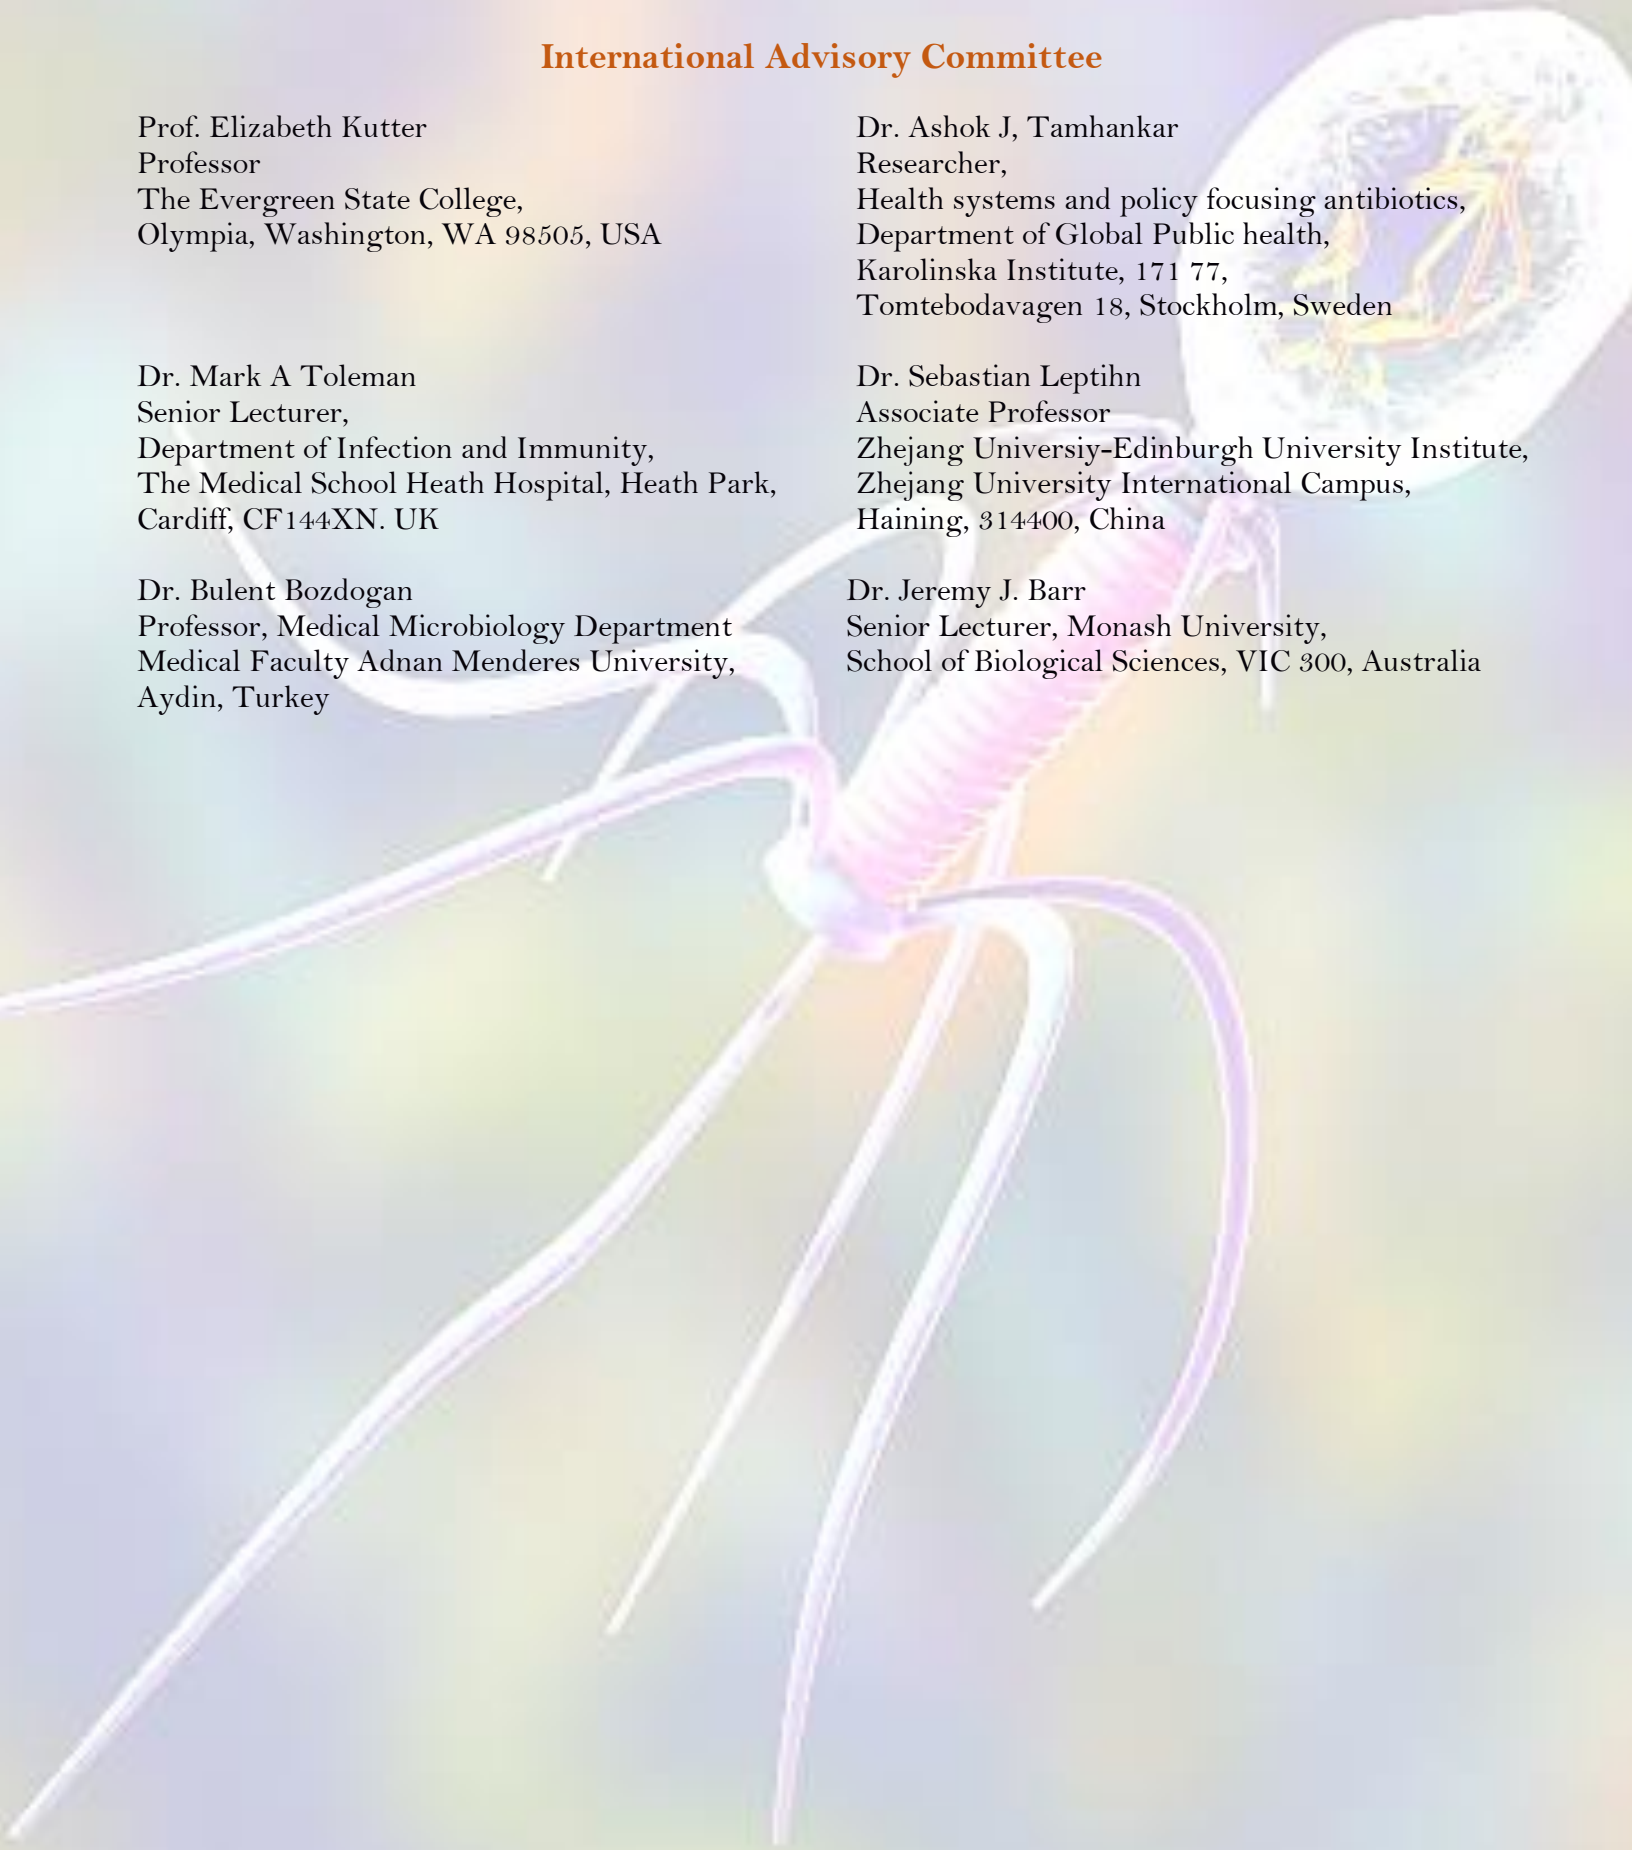 International Advisory Committee
Prof. Elizabeth Kutter
Professor
The Evergreen State College,
Olympia, Washington, WA 98505, USA
Dr. Ashok J, Tamhankar
Researcher,
Health systems and policy focusing antibiotics,
Department of Global Public health,
Karolinska Institute, 171 77,
Tomtebodavagen 18, Stockholm, Sweden
Dr. Mark A Toleman
Senior Lecturer,
Department of Infection and Immunity,
The Medical School Heath Hospital, Heath Park,
Cardiff, CF144XN. UK
Dr. Sebastian Leptihn
Associate Professor
Zhejang Universiy-Edinburgh University Institute,
Zhejang University International Campus,
Haining, 314400, China
Dr. Bulent Bozdogan
Professor, Medical Microbiology Department
Medical Faculty Adnan Menderes University,
Aydin, Turkey
Dr. Jeremy J. Barr
Senior Lecturer, Monash University,
School of Biological Sciences, VIC 300, Australia